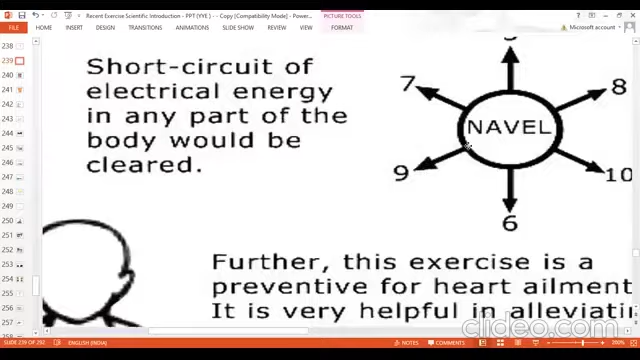 Recent Exercise Scientific Introduction - PPT (YYE ) - Copy [Compatibility Mode] - Power...
PICTURE TOOLS
FILE HOME INSERT DESIGN TRANSITIONS ANIMATIONS SLIDE SHOW REVIEW VIEW FORMAT
Microsoft account
238
239
240
241
242
243
244
245
246
247
248
249
250
251
252
253
254
255
256
257
258
Short-circuit of
electrical energy
in any part of the
body would be
cleared.
7
8
NAVEL
9
10
6
Further, this exercise is a
preventive for heart ailment
It is very helpful in alleviatin
SLIDE 239 OF 292 ENGLISH (INDIA) NOTES COMMENTS 200%
clideo.com